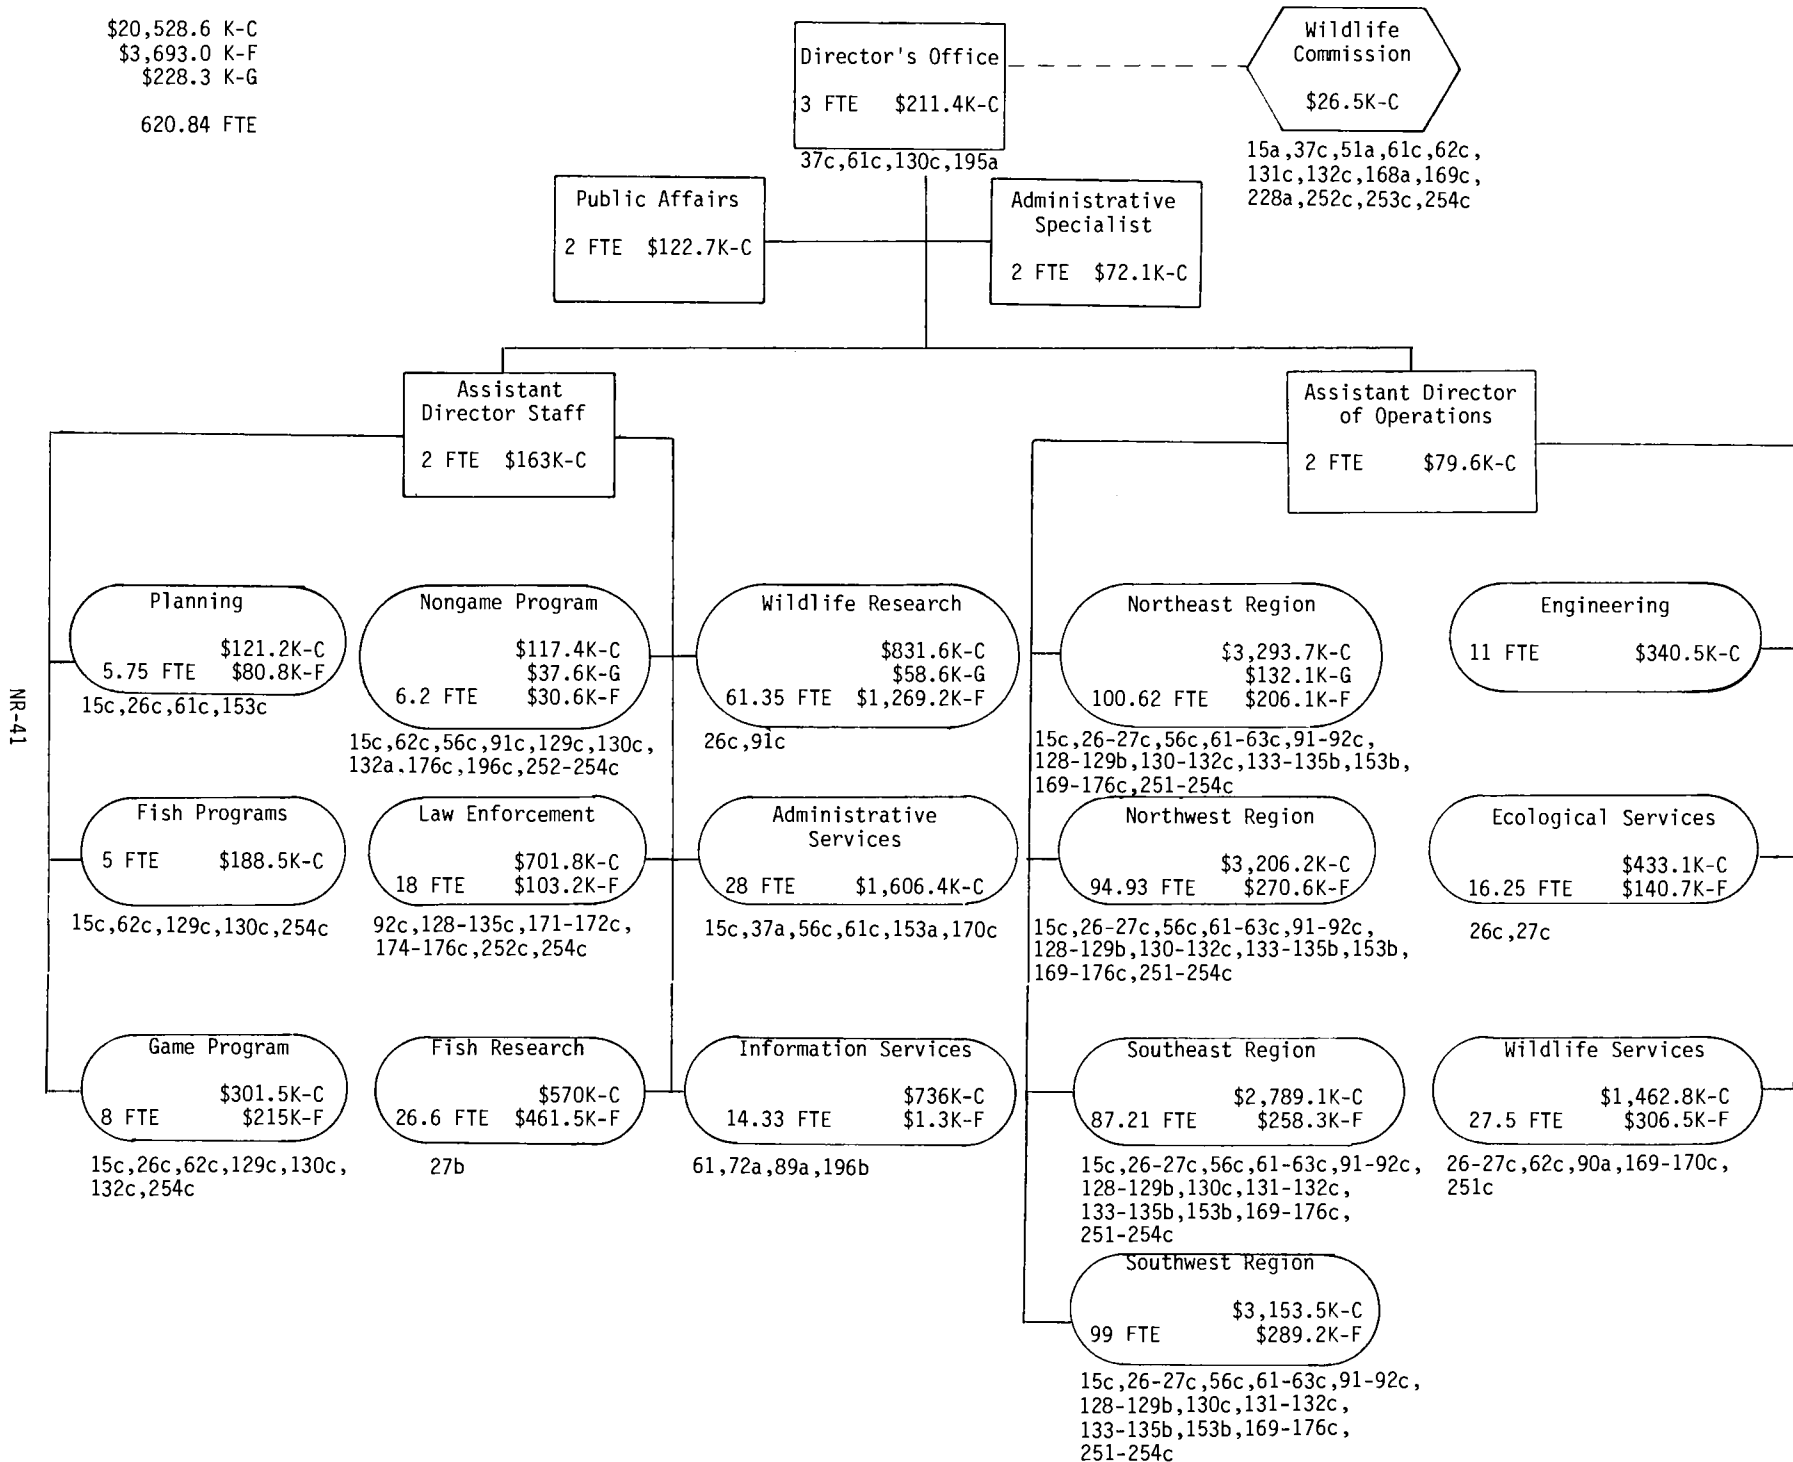 $20,528.6 K-C
$3,693.0 K-F
$228.3 K-G
620.84 FTE
Director's Office
3 FTE $211.4K-C
37c,61c,130c,195a
Wildlife
Commission
$26.5K-C
15a,37c,51a,61c,62c,
131c,132c,168a,169c,
228a,252c,253c,254c
Public Affairs
2 FTE $122.7K-C
Administrative
Specialist
2 FTE $72.1K-C
Assistant
Director Staff
2 FTE $163K-C
Assistant Director
of Operations
2 FTE $79.6K-C
Planning
$121.2K-C
5.75 FTE $80.8K-F
15c,26c,61c,153c
Nongame Program
$117.4K-C
$37.6K-G
6.2 FTE $30.6K-F
15c,62c,56c,91c,129c,130c,
132a.176c,196c,252-254c
Wildlife Research
$831.6K-C
$58.6K-G
61.35 FTE $1,269.2K-F
26c,91c
Northeast Region
$3,293.7K-C
$132.1K-G
100.62 FTE $206.1K-F
15c,26-27c,56c,61-63c,91-92c,
128-129b,130-132c,133-135b,153b,
169-176c,251-254c
Engineering
11 FTE $340.5K-C
NR-41
Fish Programs
5 FTE $188.5K-C
15c,62c,129c,130c,254c
Law Enforcement
$701.8K-C
18 FTE $103.2K-F
92c,128-135c,171-172c,
174-176c,252c,254c
Administrative
Services
28 FTE $1,606.4K-C
15c,37a,56c,61c,153a,170c
Northwest Region
$3,206.2K-C
94.93 FTE $270.6K-F
15c,26-27c,56c,61-63c,91-92c,
128-129b,130-132c,133-135b,153b,
169-176c,251-254c
Ecological Services
$433.1K-C
16.25 FTE $140.7K-F
26c,27c
Game Program
$301.5K-C
8 FTE $215K-F
15c,26c,62c,129c,130c,
132c,254c
Fish Research
$570K-C
26.6 FTE $461.5K-F
27b
Information Services
$736K-C
14.33 FTE $1.3K-F
61,72a,89a,196b
Southeast Region
$2,789.1K-C
87.21 FTE $258.3K-F
15c,26-27c,56c,61-63c,91-92c,
128-129b,130c,131-132c,
133-135b,153b,169-176c,
251-254c
Wildlife Services
$1,462.8K-C
27.5 FTE $306.5K-F
26-27c,62c,90a,169-170c,
251c
Southwest Region
$3,153.5K-C
99 FTE $289.2K-F
15c,26-27c,56c,61-63c,91-92c,
128-129b,130c,131-132c,
133-135b,153b,169-176c,
251-254c